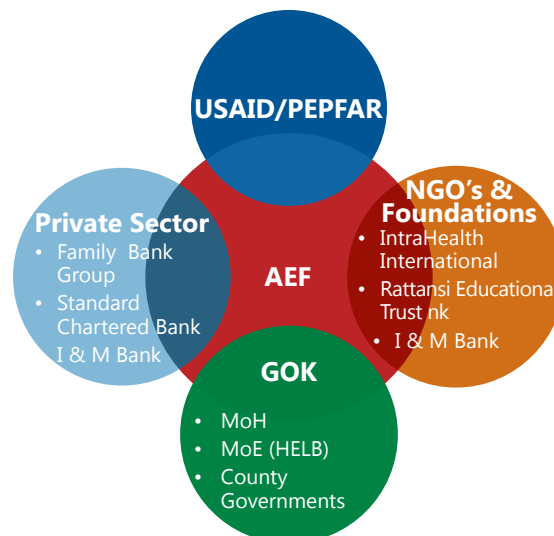 USAID/PEPFAR
Private Sector
• Family Bank
Group
• Standard
Chartered Bank
I & M Bank
AEF
NGO's &
Foundations
• IntraHealth
International
• Rattansi Educationa
Trust nk
• I & M Bank
GOK
• MoH
• MoE (HELB)
• County
Governments